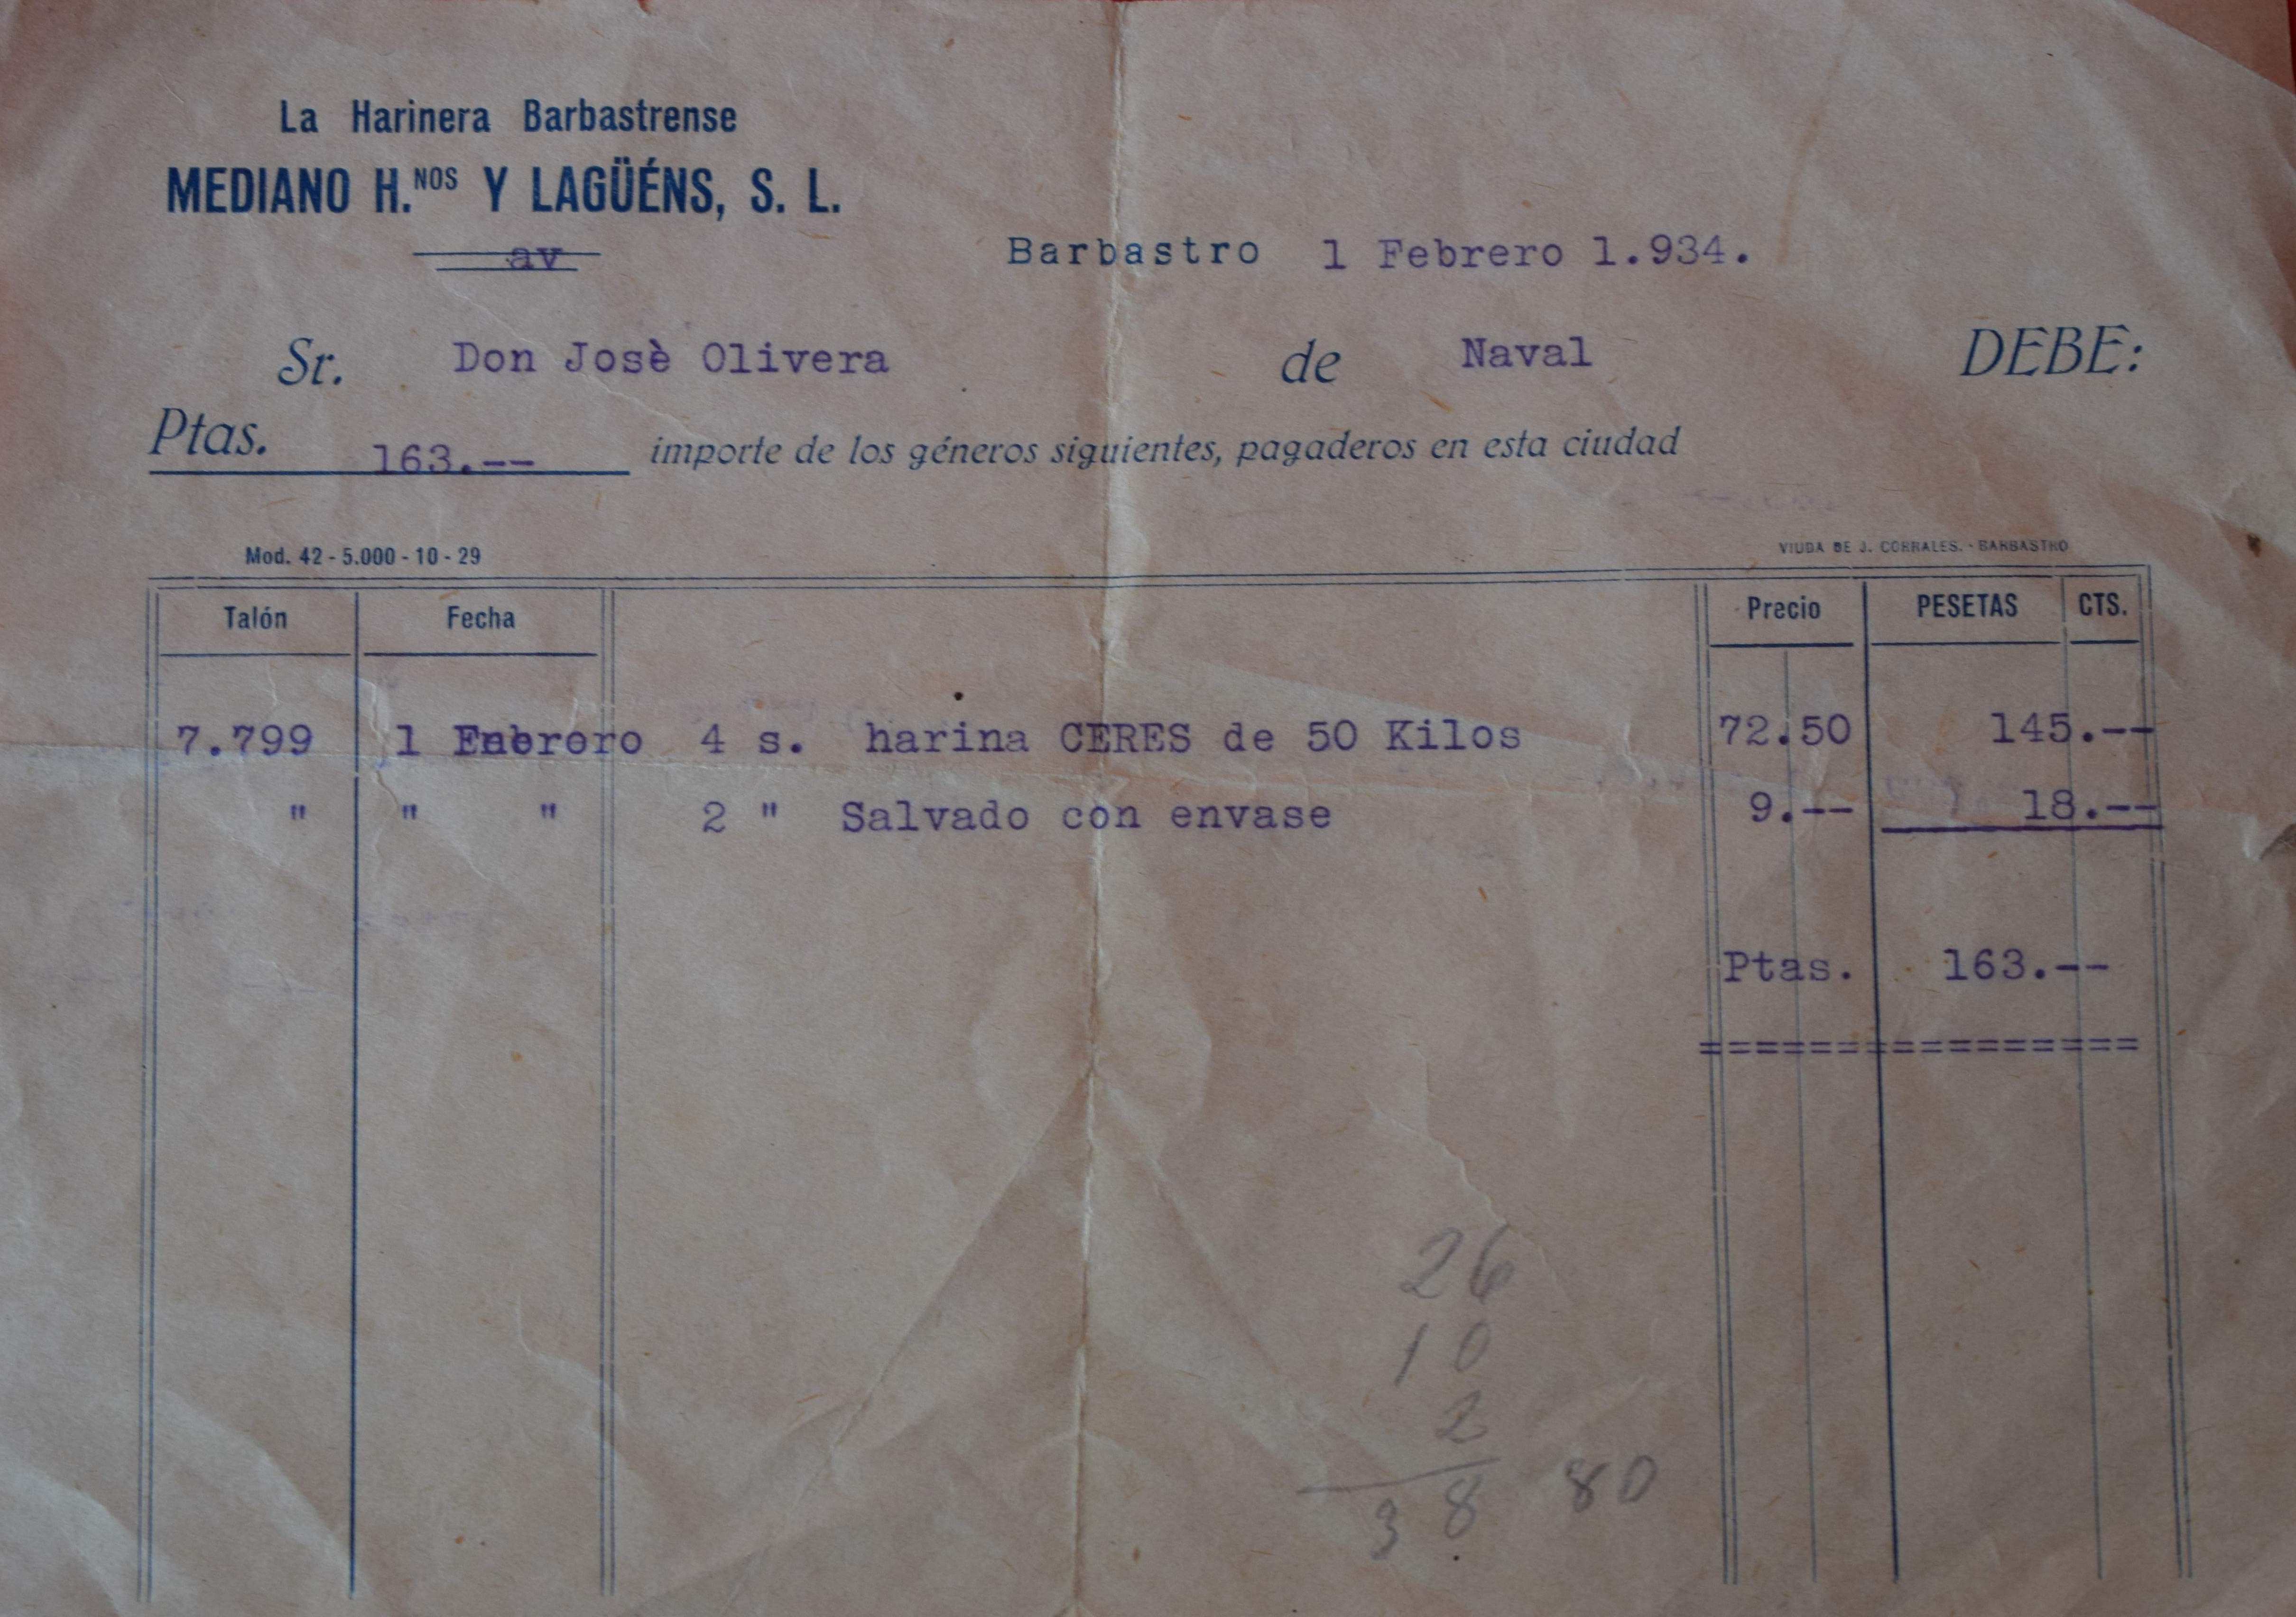 La Harinera Barbastrense
MEDIANO H.NOS Y LAGÜÉNS, S. L.
av
Barbastro 1 Febrero 1.934.
Sr. Don Josè Olivera de Naval DEBE:
Ptas. 163.-- importe de los géneros siguientes, pagaderos en esta ciudad
Mod. 42 - 5.000 - 10 - 29 VIUDA DE J. CORRALES. - BARBASTRO
Talón Fecha Precio PESETAS CTS.
7.799 1 4 s. harina CERES de 50 Kilos 72.50 145.--
" " " 2 " Salvado con envase 9.-- 18.--
Ptas. 163.--
=================
26
10
2
38 80